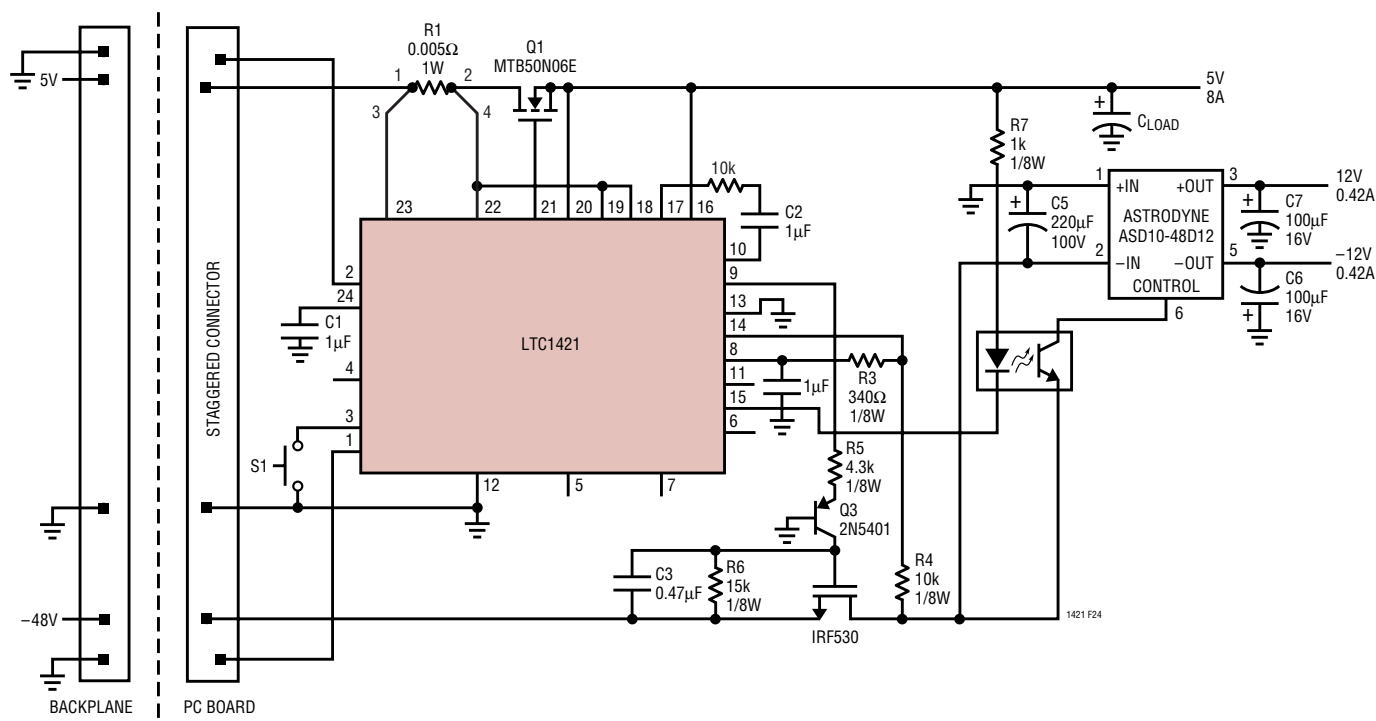 R1
0.005Ω
1W
Q1
MTB50N06E
1
2
3
4
5V
5V
8A
CLOAD
+
R7
1k
1/8W
10k
C2
1µF
23
22
21
20
19
18
17
16
1
+IN
+OUT
3
12V
0.42A
+
C5
220µF
100V
ASTRODYNE
ASD10-48D12
+
C7
100µF
16V
2
–IN
–OUT
5
–12V
0.42A
CONTROL
6
C6
100µF
16V
+
2
24
C1
1µF
4
3
1
S1
LTC1421
10
9
13
14
8
11
15
6
12
5
7
1µF
R3
340Ω
1/8W
R5
4.3k
1/8W
Q3
2N5401
C3
0.47µF
R6
15k
1/8W
R4
10k
1/8W
IRF530
1421 F24
–48V
STAGGERED CONNECTOR
BACKPLANE
PC BOARD